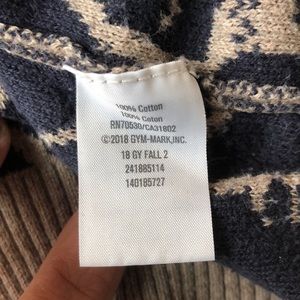 100% Cotton
100% Coton
RN70530/CA31802
©2018 GYM-MARK,INC.
18 GY FALL 2
241885114
140185727